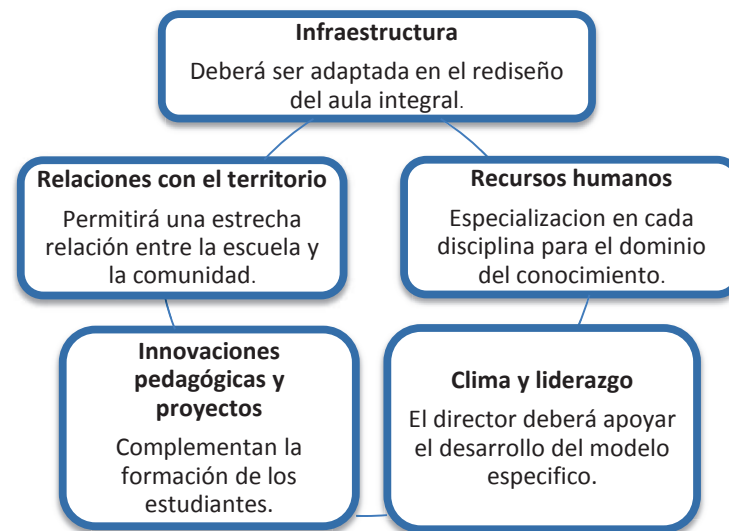 Infraestructura
Deberá ser adaptada en el rediseño
del aula integral.
Relaciones con el territorio
Permitirá una estrecha
relación entre la escuela y
la comunidad.
Recursos humanos
Especializacion en cada
disciplina para el dominio
del conocimiento.
Innovaciones
pedagógicas y
proyectos
Complementan la
formación de los
estudiantes.
Clima y liderazgo
El director deberá apoyar
el desarrollo del modelo
especifico.